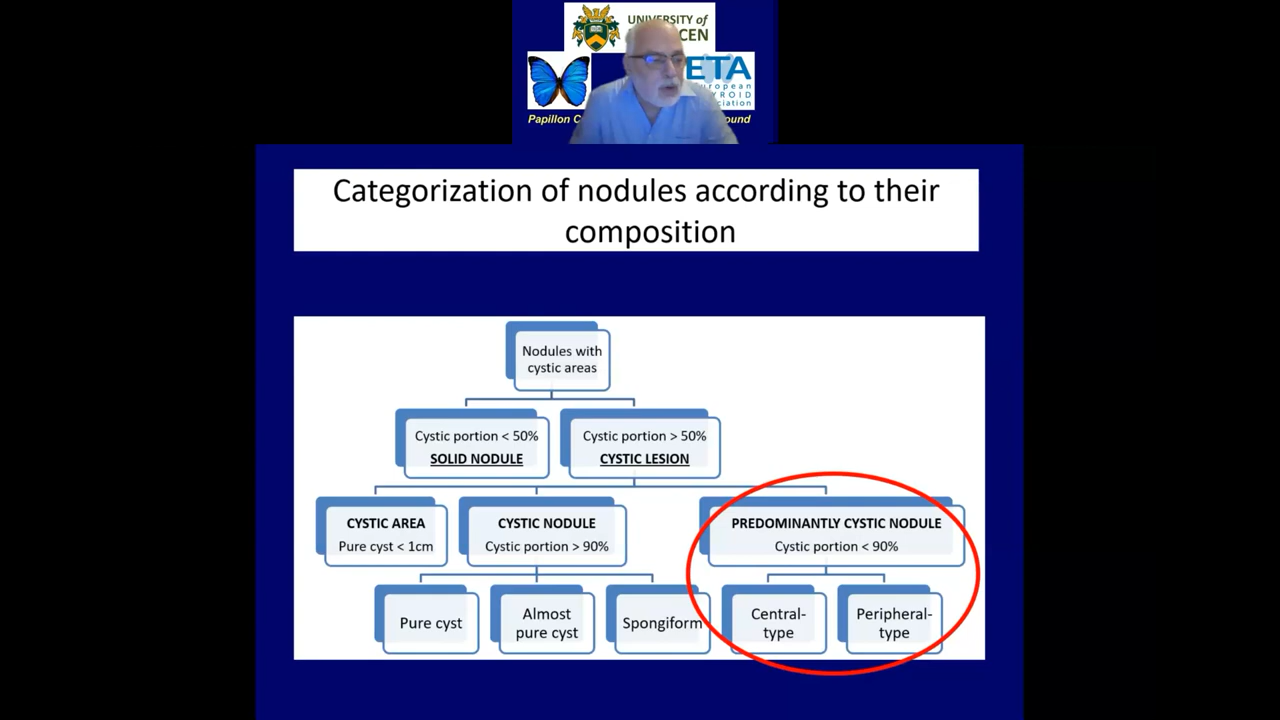 UNIVERSITY of
CEN
ETA
Papillon
Categorization of nodules according to their
composition
Nodules with
cystic areas
Cystic portion < 50%
SOLID NODULE
Cystic portion > 50%
CYSTIC LESION
CYSTIC AREA
Pure cyst < 1cm
CYSTIC NODULE
Cystic portion > 90%
PREDOMINANTLY CYSTIC NODULE
Cystic portion < 90%
Pure cyst
Almost
pure cyst
Spongiform
Central-
type
Peripheral-
type